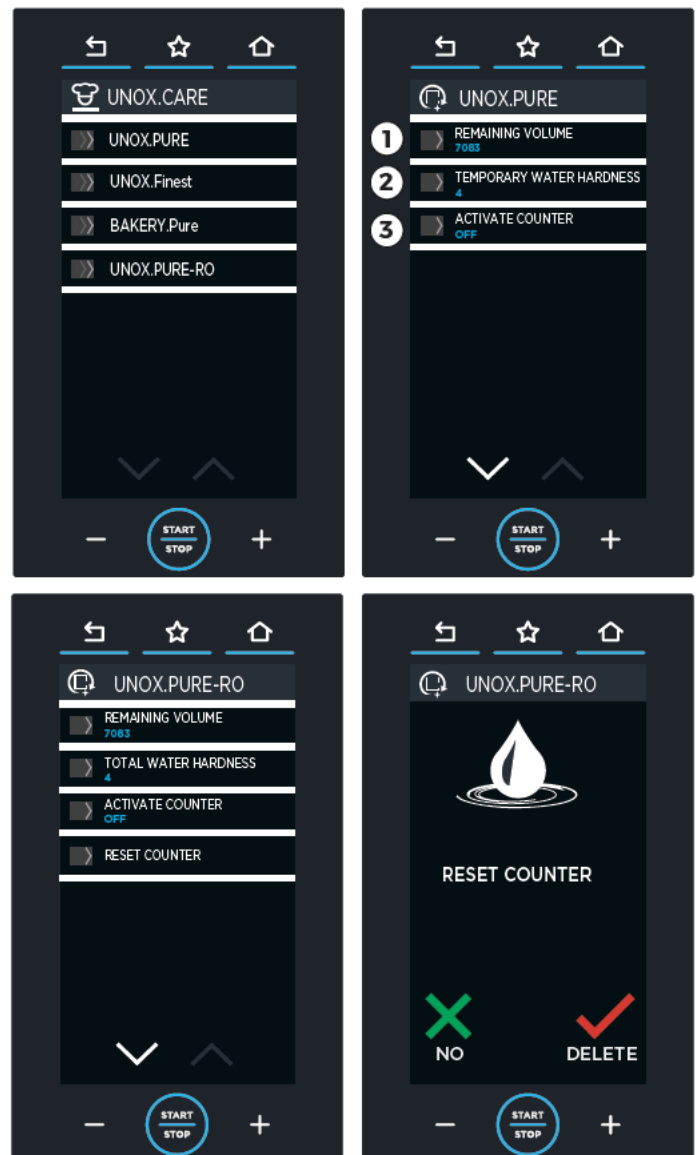 UNOX.CARE
UNOX.PURE
UNOX.Finest
BAKERY.Pure
UNOX.PURE-RO
START
STOP
UNOX.PURE
1
REMAINING VOLUME
7083
2
TEMPORARY WATER HARDNESS
4
3
ACTIVATE COUNTER
OFF
START
STOP
UNOX.PURE-RO
REMAINING VOLUME
7083
TOTAL WATER HARDNESS
4
ACTIVATE COUNTER
OFF
RESET COUNTER
START
STOP
UNOX.PURE-RO
RESET COUNTER
NO
DELETE
START
STOP